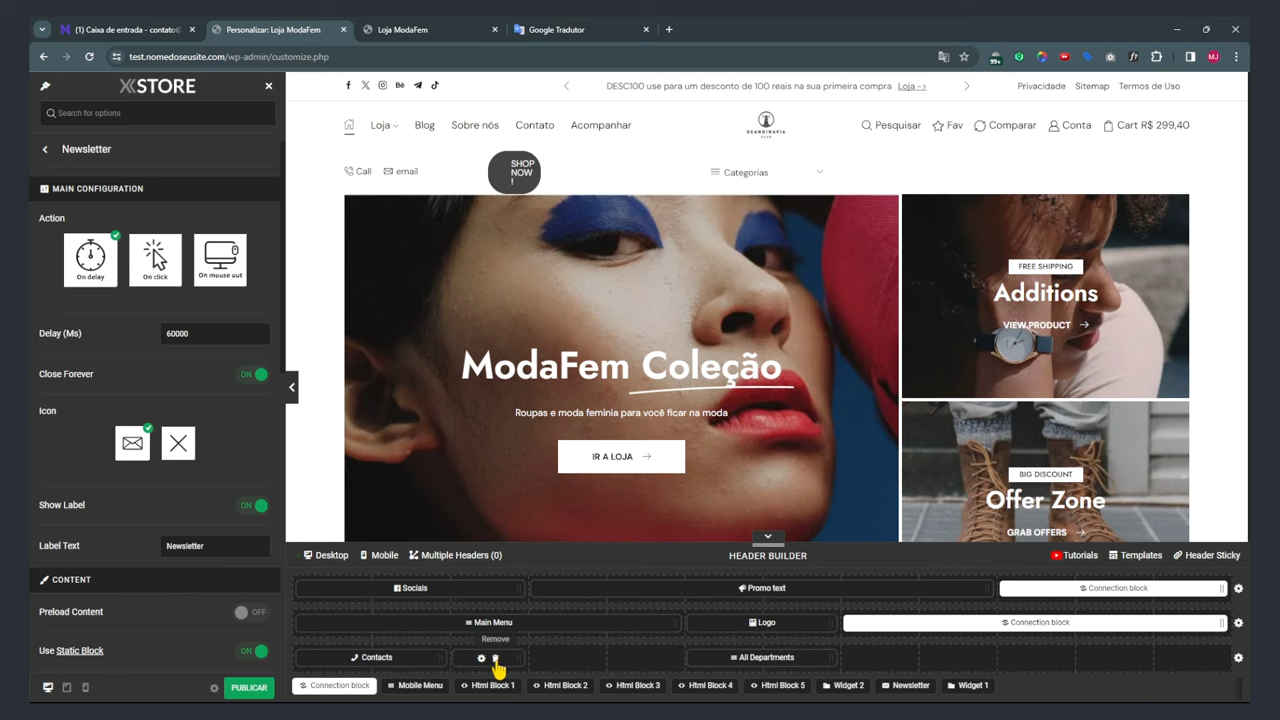 (1) Caixa de entrada - contato©
Personalizar: Loja ModaFem
Loja ModaFem
Google Tradutor
test.nomedoseusite.com/wp-admin/customize.php
99+
f?
MJ
XSTORE
Search for options
Newsletter
MAIN CONFIGURATION
Action
On delay
On click
On mouse out
Delay (Ms)
60000
Close Forever
ON
Icon
Show Label
ON
Label Text
Newsletter
CONTENT
Preload Content
OFF
Use Static Block
ON
PUBLICAR
Bē
DESC100 use para um desconto de 100 reais na sua primeira compra Loja ->
Privacidade
Sitemap
Termos de Uso
Loja
Blog
Sobre nós
Contato
Acompanhar
SCANDINAVIA
CLUB
Pesquisar
Fav
Comparar
Conta
Cart R$ 299,40
Call
email
SHOP
NOW
!
Categorias
ModaFem Coleção
Roupas e moda feminia para você ficar na moda
IR A LOJA
FREE SHIPPING
Additions
VIEW PRODUCT
BIG DISCOUNT
Offer Zone
GRAB OFFERS
Desktop
Mobile
Multiple Headers (0)
HEADER BUILDER
Tutorials
Templates
Header Sticky
Socials
Promo text
Connection block
Main Menu
Logo
Connection block
Remove
Contacts
All Departments
Connection block
Mobile Menu
Html Block 1
Html Block 2
Html Block 3
Html Block 4
Html Block 5
Widget 2
Newsletter
Widget 1